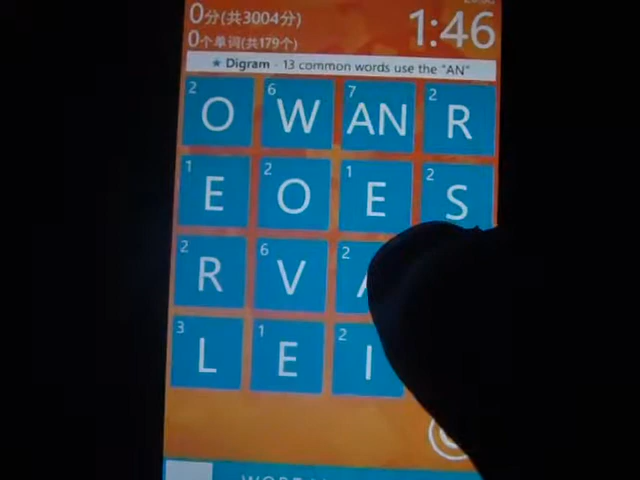 0分(共3004分)
1:46
0个单词(共179个)
★ Digram - 13 common words use the "AN"
2 6 7 2
O W AN R
1 2 1 2
E O E S
2 6 2
R V
3 1 2
L E I